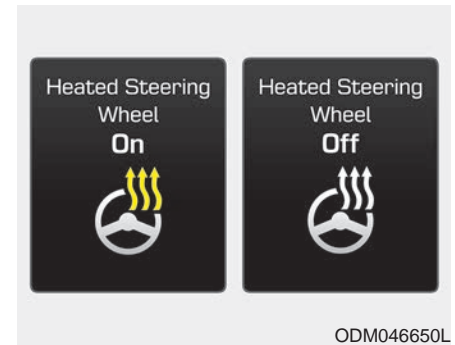 Heated Steering
Wheel
On
Heated Steering
Wheel
Off
ODM046650L